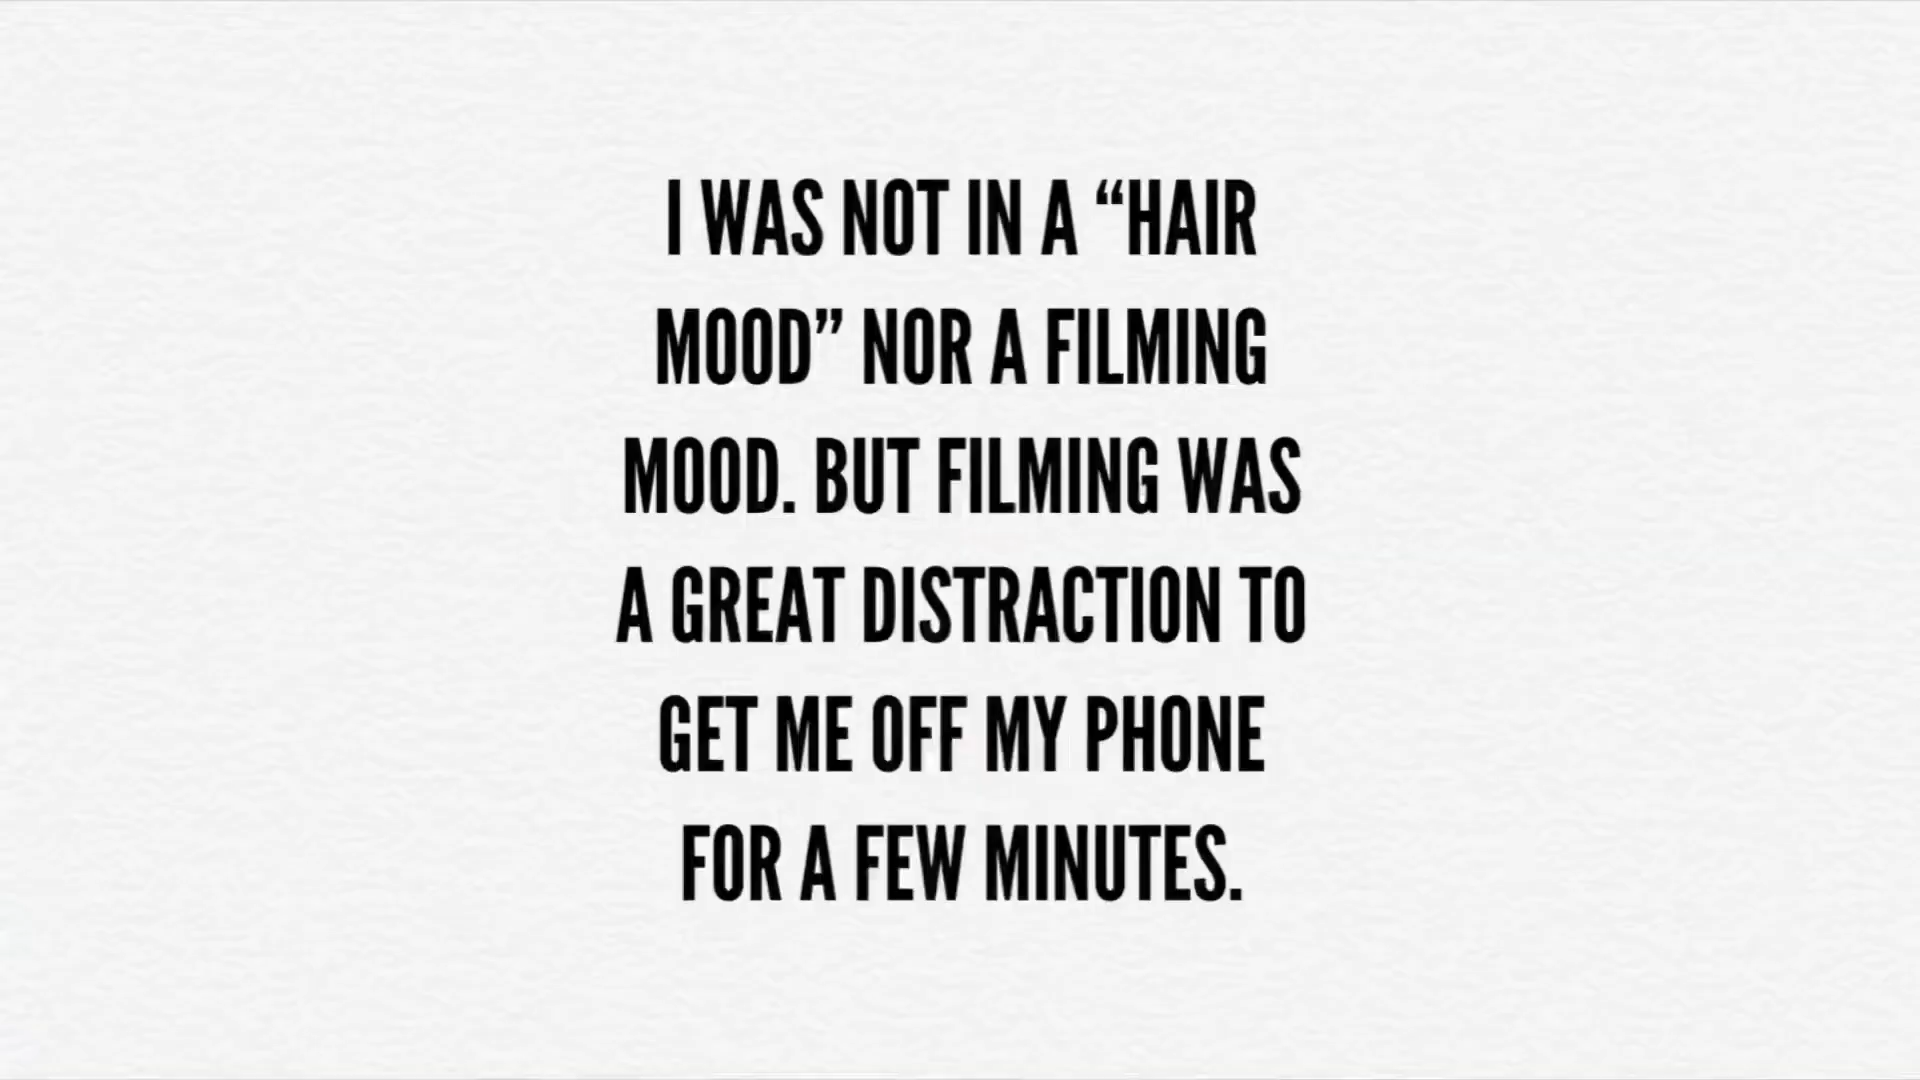 I WAS NOT IN A “HAIR
MOOD” NOR A FILMING
MOOD. BUT FILMING WAS
A GREAT DISTRACTION TO
GET ME OFF MY PHONE
FOR A FEW MINUTES.